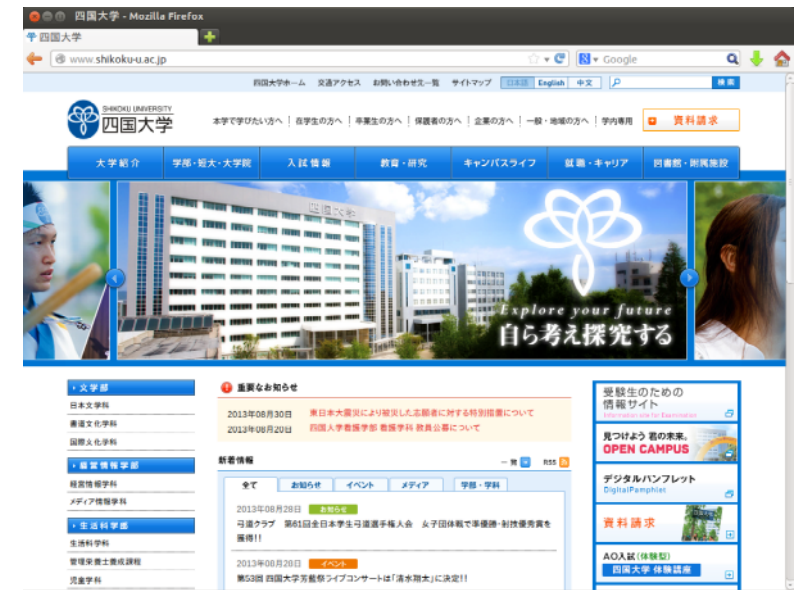 四国大学 - Mozilla Firefox
四国大学
www.shikoku-u.ac.jp
Google
四国大学ホーム 交通アクセス お問い合わせ先一覧 サイトマップ 日本語 English 中文 検索
SHIKOKU UNIVERSITY
四国大学
本学で学びたい方へ 在学生の方へ 卒業生の方へ 保護者の方へ 企業の方へ 一般・地域の方へ 学内専用
資料請求
大学紹介 学部・短大・大学院 入試情報 教育・研究 キャンパスライフ 就職・キャリア 図書館・附属施設
四国大学
Explore your future
自ら考え探究する
文学部
日本文学科
書道文化学科
国際文化学科
経営情報学部
経営情報学科
メディア情報学科
生活科学部
生活科学科
管理栄養士養成課程
児童学科
重要なお知らせ
2013年08月30日 東日本大震災により被災した志願者に対する特別措置について
2013年08月20日 四国大学看護学部 看護学科 教員公募について
新着情報
一覧 RSS
全て お知らせ イベント メディア 学部・学科
2013年08月28日 お知らせ
弓道クラブ 第61回全日本学生弓道選手権大会 女子団体戦で準優勝・射技優秀賞を
獲得!!
2013年08月20日 イベント
第53回 四国大学芳藍祭ライブコンサートは「清水翔太」に決定!!
受験生のための
情報サイト
Information site for Examination
見つけよう 君の未来。
OPEN CAMPUS
デジタルパンフレット
DigitalPamphlet
資料請求
AO入試(体験型)
四国大学 体験講座